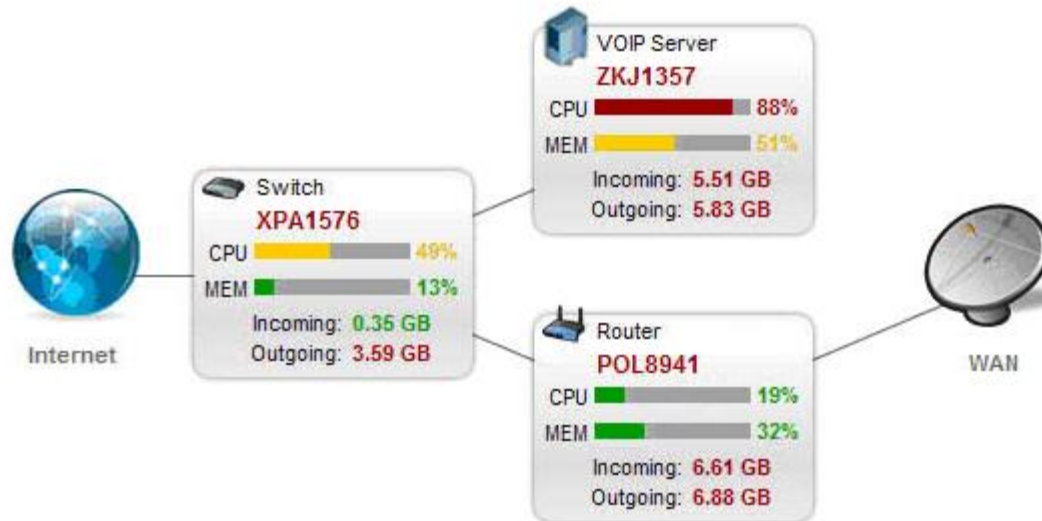 Internet
Switch
XPA1576
CPU 49%
MEM 13%
Incoming: 0.35 GB
Outgoing: 3.59 GB
VOIP Server
ZKJ1357
CPU 88%
MEM 51%
Incoming: 5.51 GB
Outgoing: 5.83 GB
Router
POL8941
CPU 19%
MEM 32%
Incoming: 6.61 GB
Outgoing: 6.88 GB
WAN